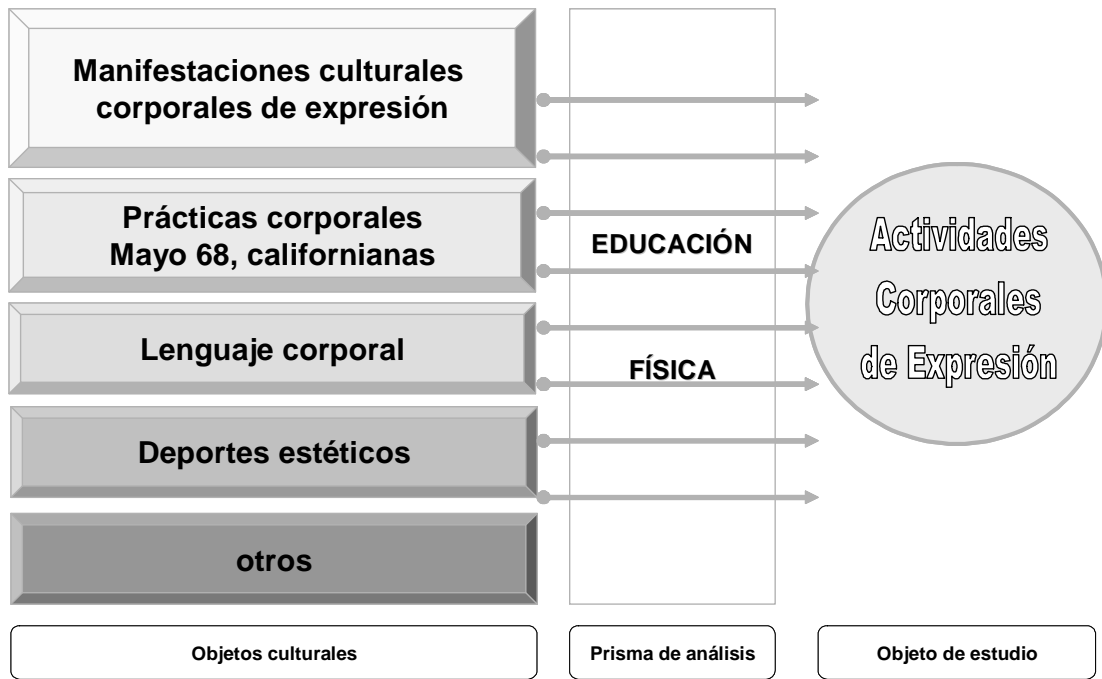 Manifestaciones culturales
corporales de expresión
Prácticas corporales
Mayo 68, californianas
Lenguaje corporal
Deportes estéticos
otros
EDUCACIÓN
FÍSICA
Actividades
Corporales
de Expresión
Objetos culturales
Prisma de análisis
Objeto de estudio